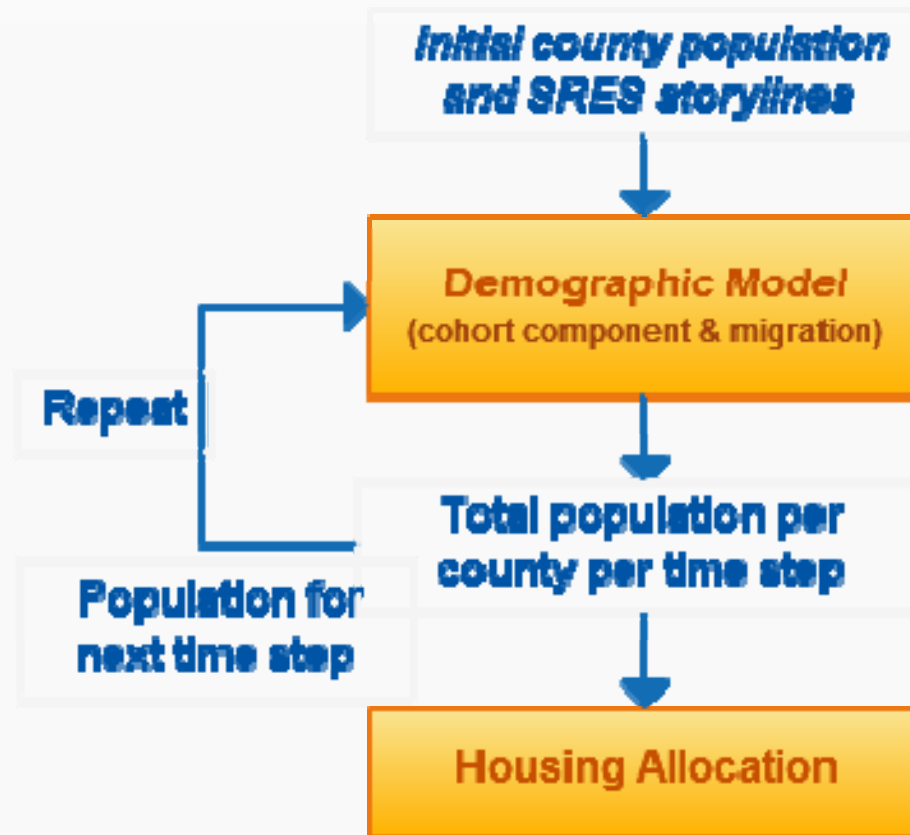 Initial county population
and SRES storylines
Demographic Model
(cohort component & migration)
Repeat
Total population per
county per time step
Population for
next time step
Housing Allocation